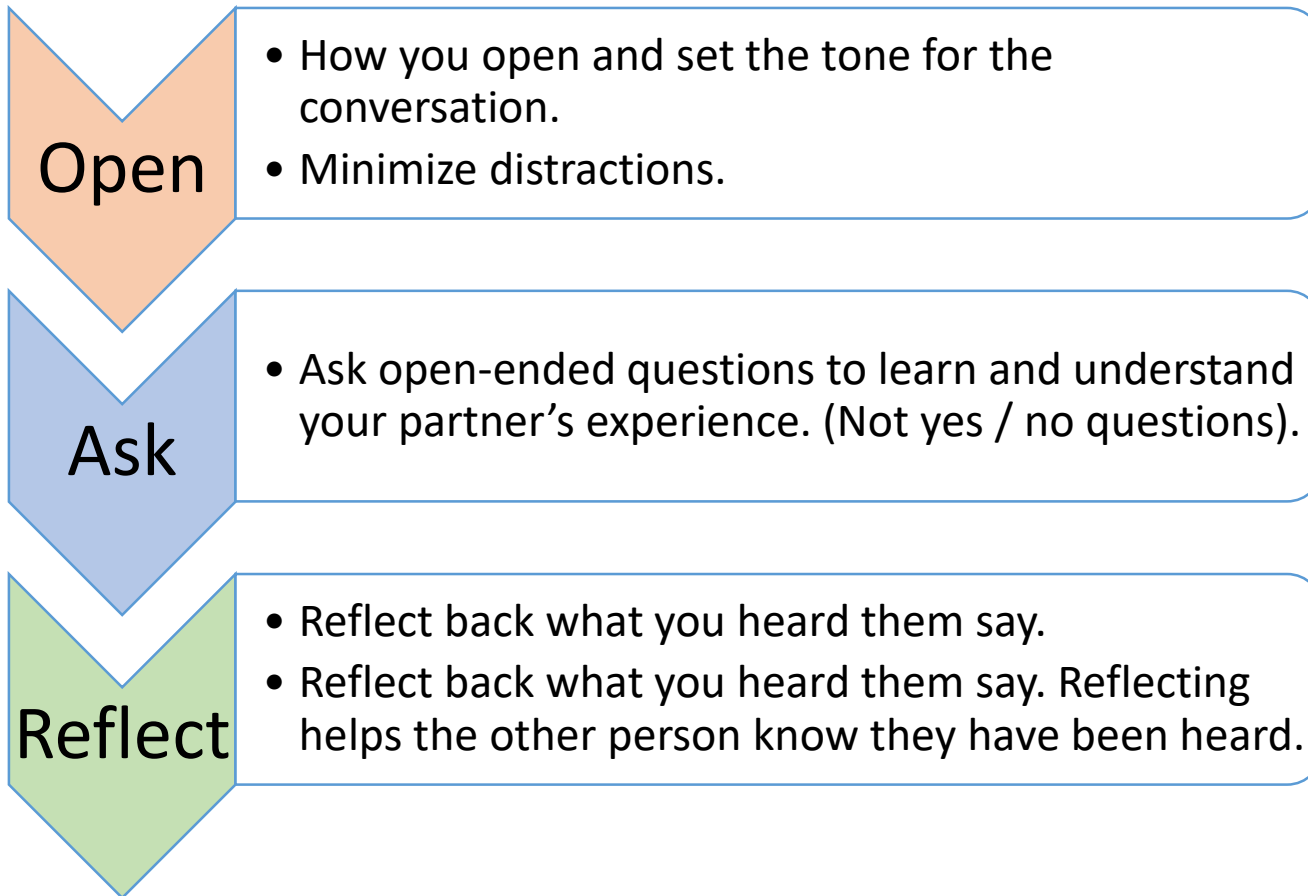 Open
• How you open and set the tone for the
conversation.
• Minimize distractions.
Ask
• Ask open-ended questions to learn and understand
your partner’s experience. (Not yes / no questions).
Reflect
• Reflect back what you heard them say.
• Reflect back what you heard them say. Reflecting
helps the other person know they have been heard.